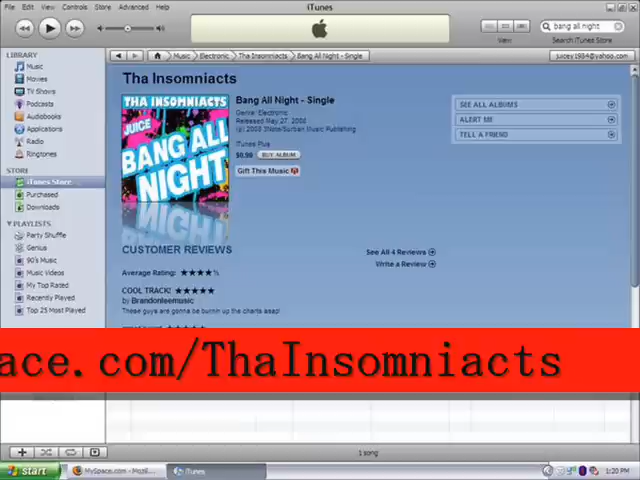 File Edit View Controls Store Advanced Help
iTunes
bang all night
View
Search iTunes Store
Music Electronic Tha Insomniacts Bang All Night - Single
juicey1984@yahoo.com
LIBRARY
Music
Movies
TV Shows
Podcasts
Audiobooks
Applications
Radio
Ringtones
STORE
iTunes Store
Purchased
Downloads
PLAYLISTS
Party Shuffle
Genius
90's Music
Music Videos
My Top Rated
Recently Played
Top 25 Most Played
Tha Insomniacts
THA INSOMNIACTS
JUICE
BANG ALL NIGHT
Bang All Night - Single
Genre: Electronic
Released May 27, 2008
iTunes Plus
$0.99 BUY ALBUM
Gift This Music
SEE ALL ALBUMS
ALERT ME
TELL A FRIEND
CUSTOMER REVIEWS
See All 4 Reviews
Write a Review
Average Rating:
COOL TRACK!
by Brandonleemusic
These guys are gonna be burnin up the charts asap!
ace.com/ThaInsomniacts
1 song
start
MySpace.com - Mozil...
iTunes
1:20 PM